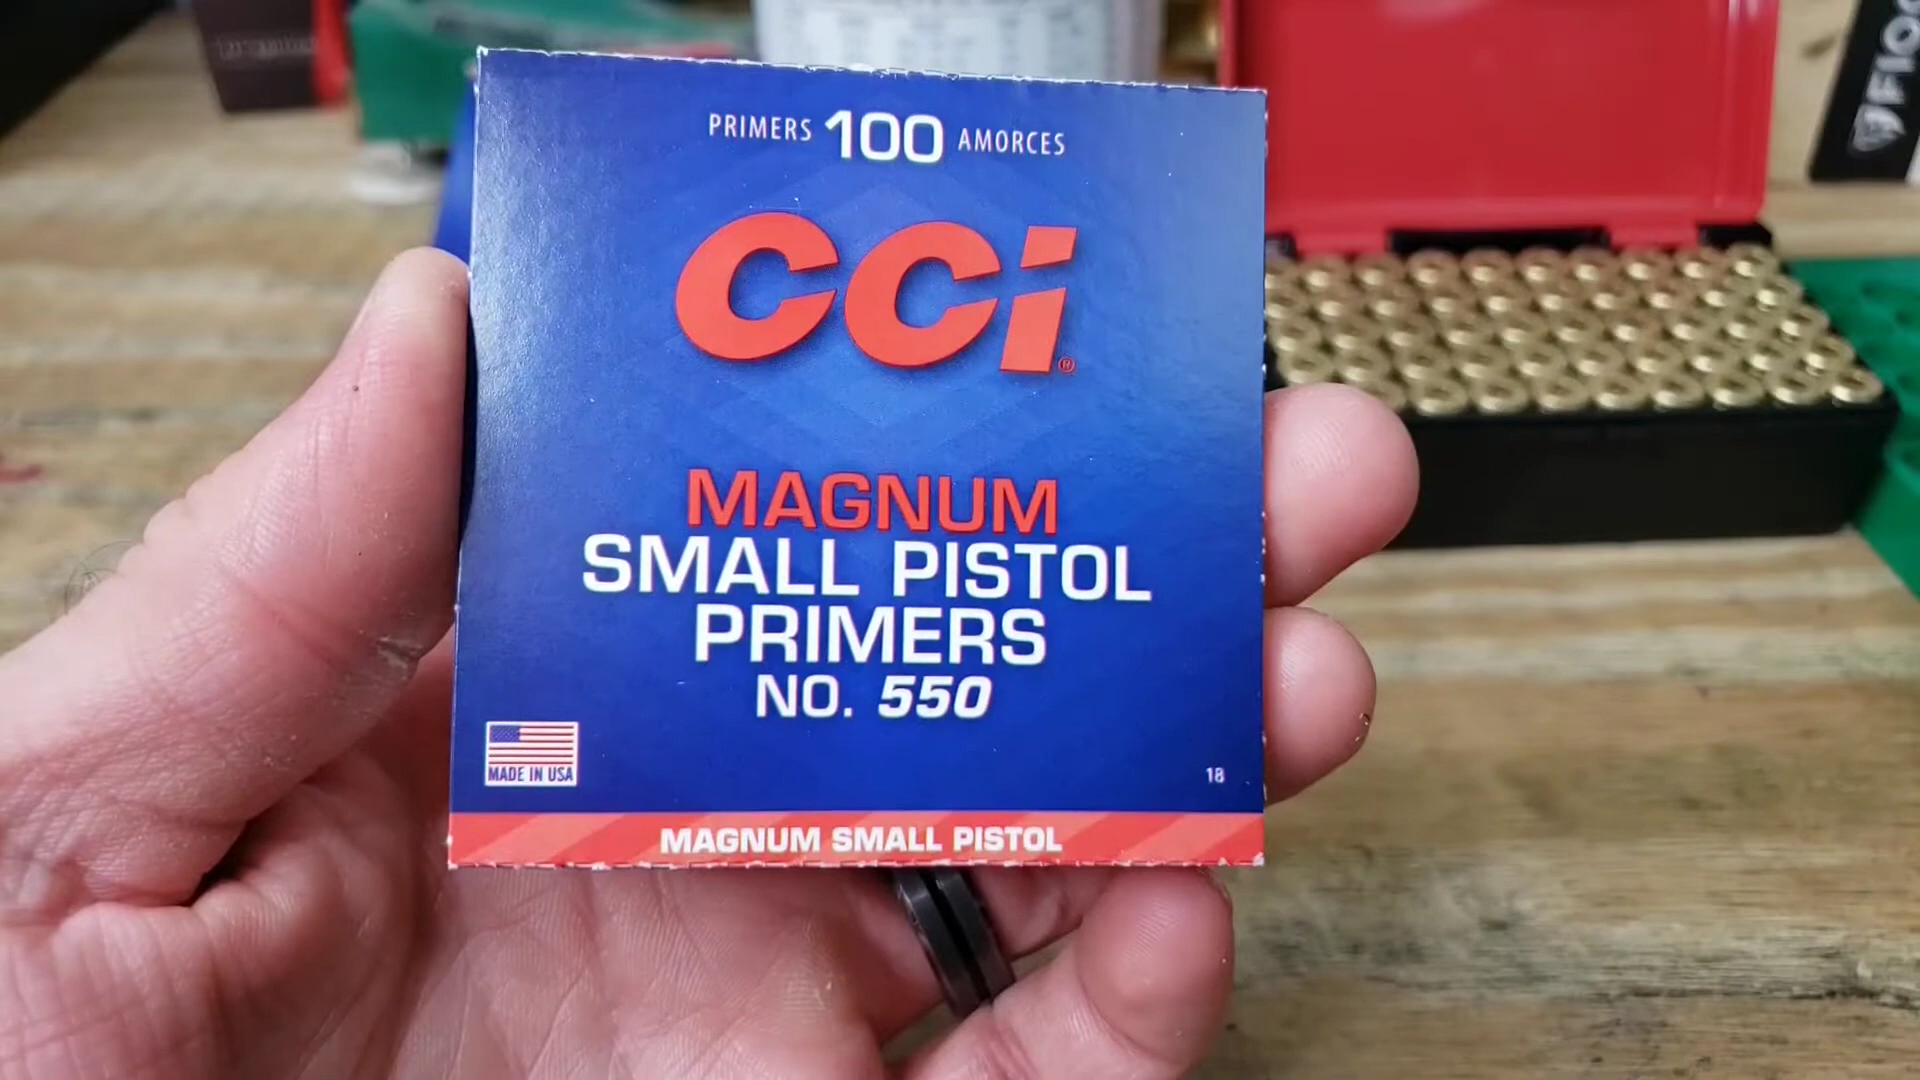 PRIMERS 100 AMORCES
CCI®
MAGNUM
SMALL PISTOL
PRIMERS
NO. 550
MADE IN USA
18
MAGNUM SMALL PISTOL